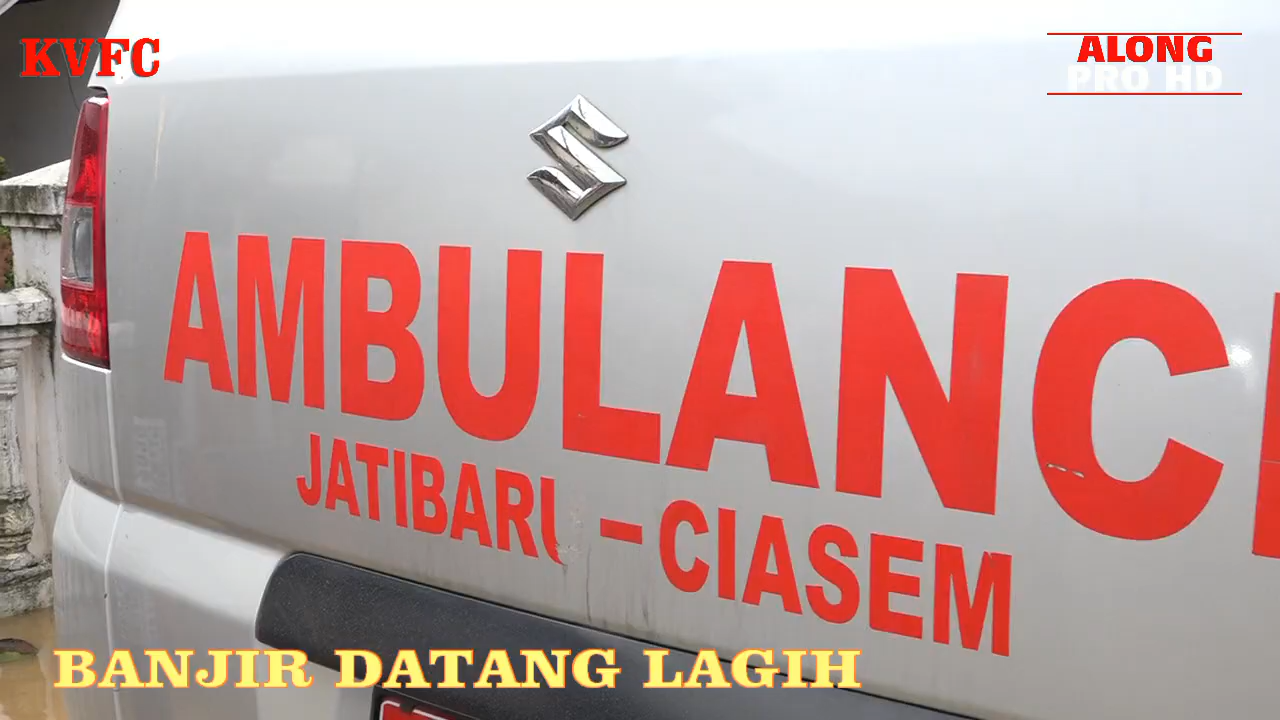 KVFC
ALONG
PRO HD
AMBULANC
JATIBARU - CIASEM
BANJIR DATANG LAGIH